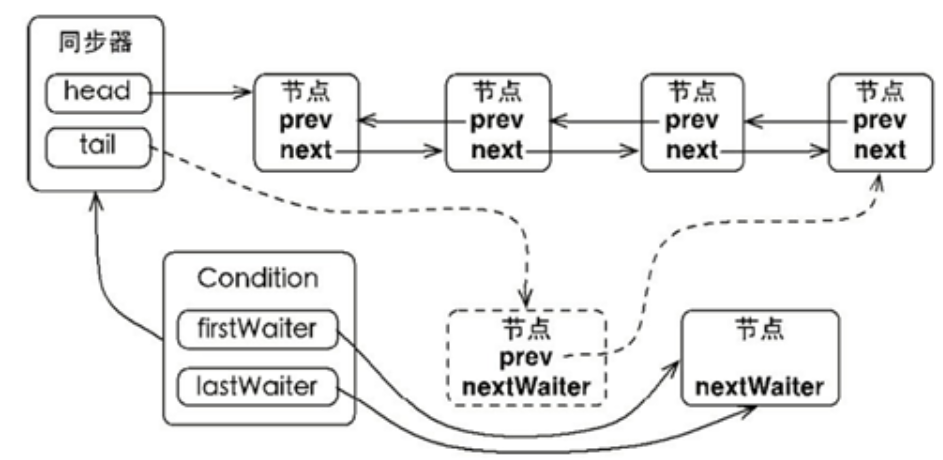 同步器
head
tail
节点
prev
next
节点
prev
next
节点
prev
next
节点
prev
next
Condition
firstWaiter
lastWaiter
节点
prev
nextWaiter
节点
nextWaiter